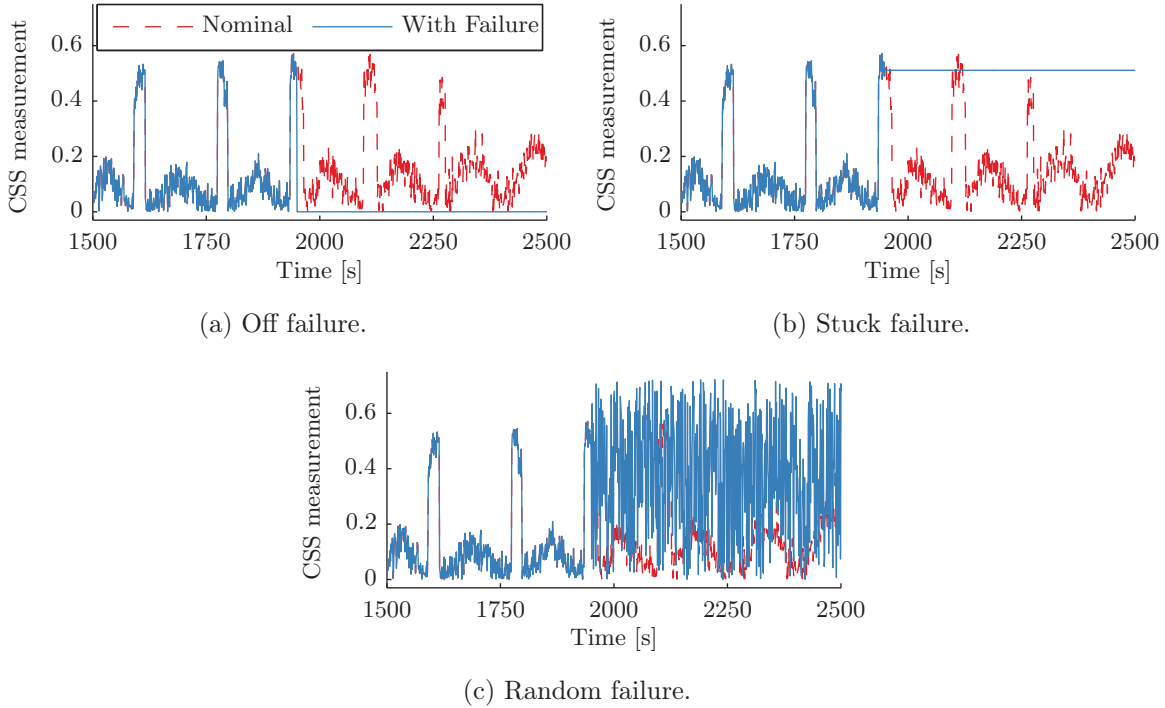 Nominal With Failure
CSS measurement
0.6
0.4
0.2
0
1500 1750 2000 2250 2500
Time [s]
(a) Off failure.
CSS measurement
0.6
0.4
0.2
0
1500 1750 2000 2250 2500
Time [s]
(b) Stuck failure.
CSS measurement
0.6
0.4
0.2
0
1500 1750 2000 2250 2500
Time [s]
(c) Random failure.